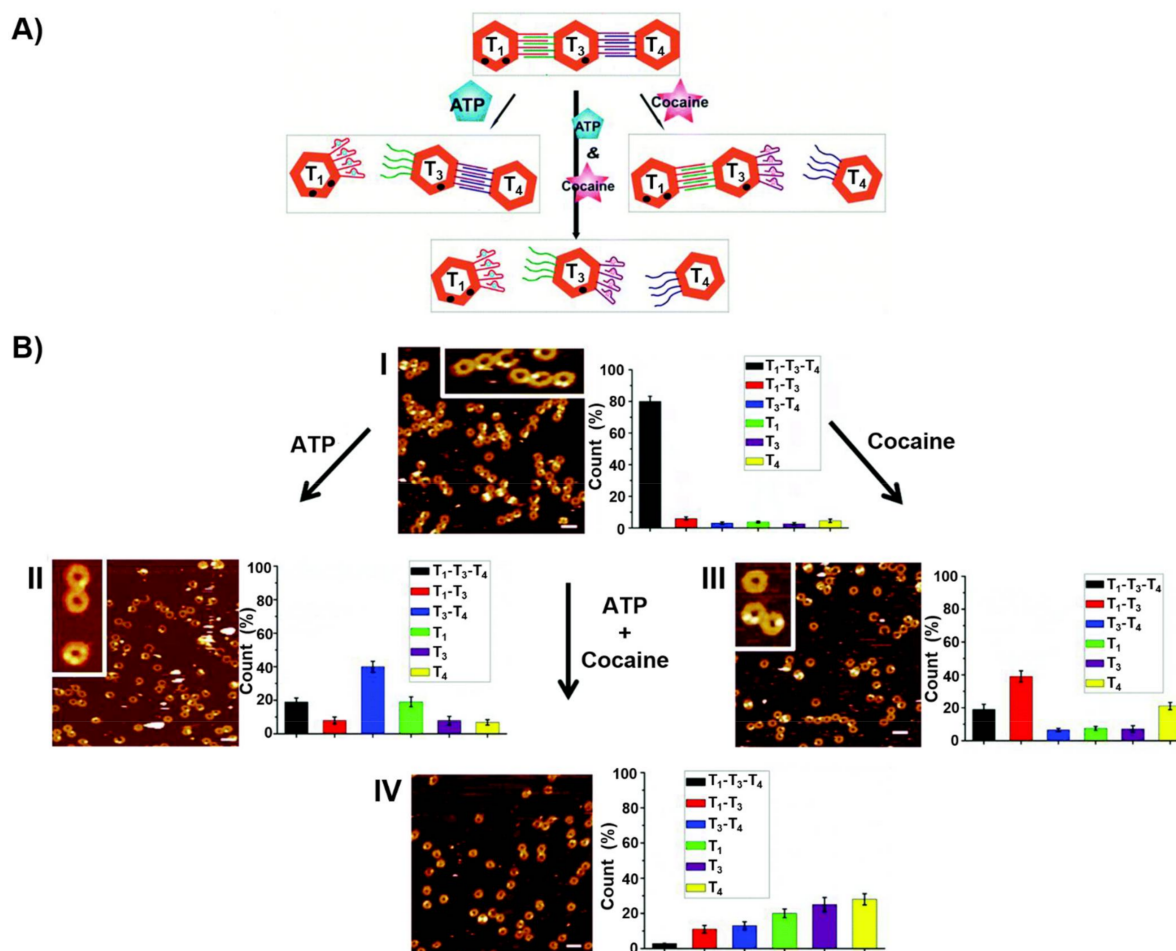 A)
T1 T3 T4
ATP
Cocaine
ATP
&
Cocaine
T1 T3 T4
T1 T3 T4
T1 T3 T4
B)
I
ATP
Cocaine
Count (%)
100
80
60
40
20
0
T1-T3-T4
T1-T3
T3-T4
T1
T3
T4
II
Count (%)
100
80
60
40
20
0
T1-T3-T4
T1-T3
T3-T4
T1
T3
T4
ATP
+
Cocaine
III
Count (%)
100
80
60
40
20
0
T1-T3-T4
T1-T3
T3-T4
T1
T3
T4
IV
Count (%)
100
80
60
40
20
0
T1-T3-T4
T1-T3
T3-T4
T1
T3
T4